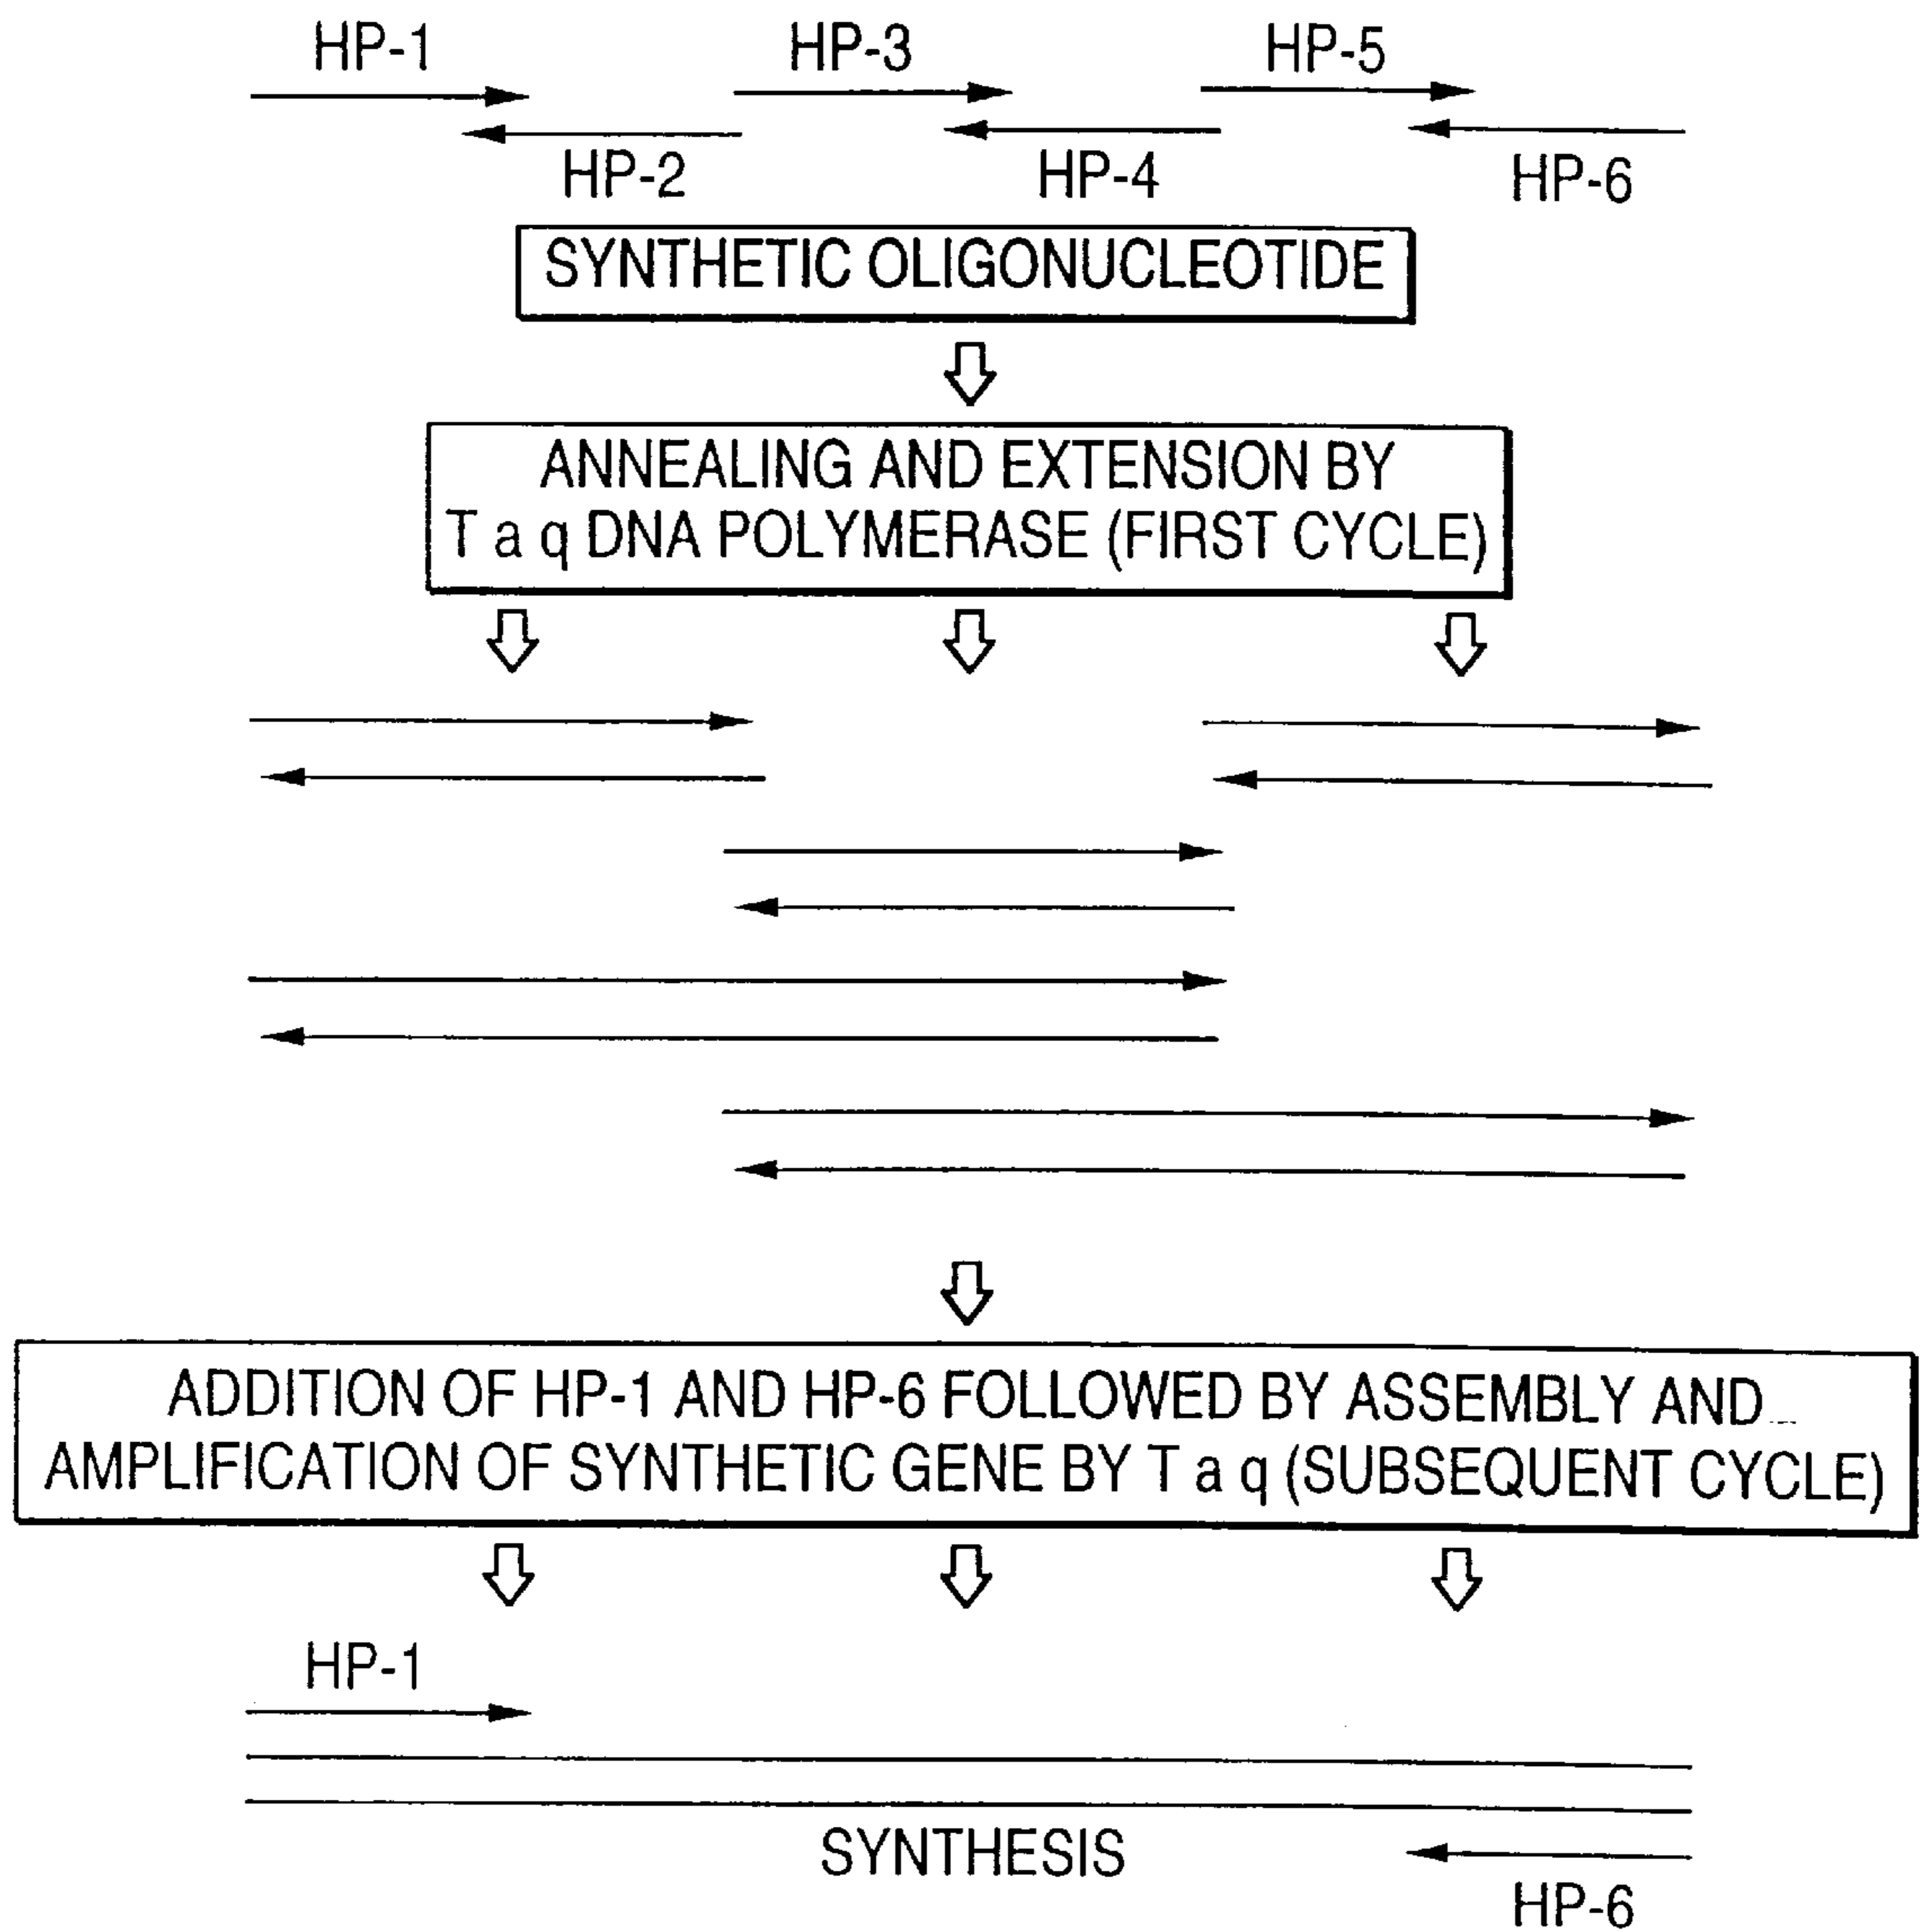 HP-1
HP-3
HP-5
HP-2
HP-4
HP-6
SYNTHETIC OLIGONUCLEOTIDE
ANNEALING AND EXTENSION BY
T a q DNA POLYMERASE (FIRST CYCLE)
ADDITION OF HP-1 AND HP-6 FOLLOWED BY ASSEMBLY AND
AMPLIFICATION OF SYNTHETIC GENE BY T a q (SUBSEQUENT CYCLE)
HP-1
SYNTHESIS
HP-6